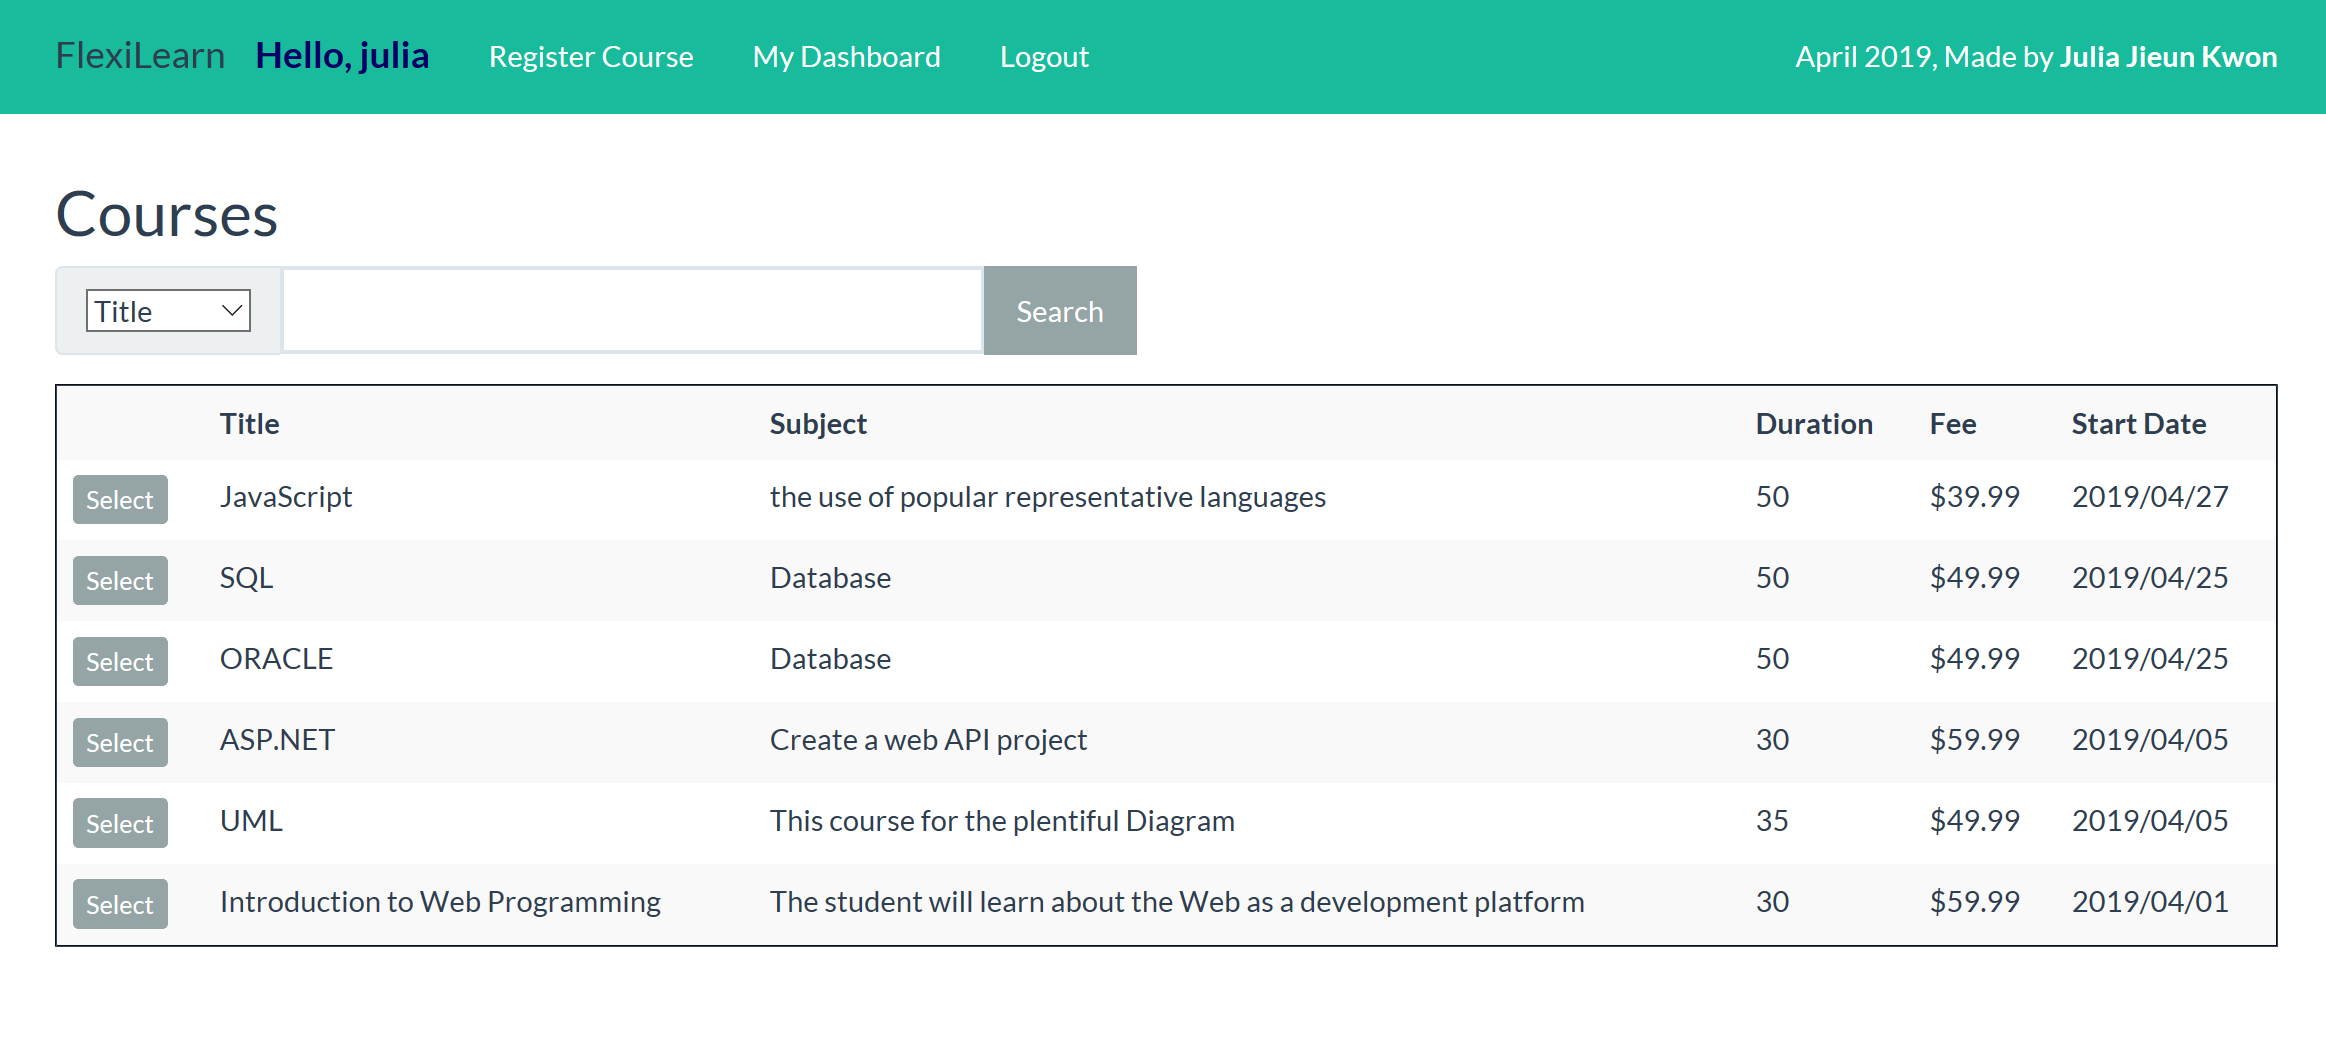 FlexiLearn Hello, julia Register Course My Dashboard Logout April 2019, Made by Julia Jieun Kwon
Courses
Title Search
Title Subject Duration Fee Start Date
Select JavaScript the use of popular representative languages 50 $39.99 2019/04/27
Select SQL Database 50 $49.99 2019/04/25
Select ORACLE Database 50 $49.99 2019/04/25
Select ASP.NET Create a web API project 30 $59.99 2019/04/05
Select UML This course for the plentiful Diagram 35 $49.99 2019/04/05
Select Introduction to Web Programming The student will learn about the Web as a development platform 30 $59.99 2019/04/01